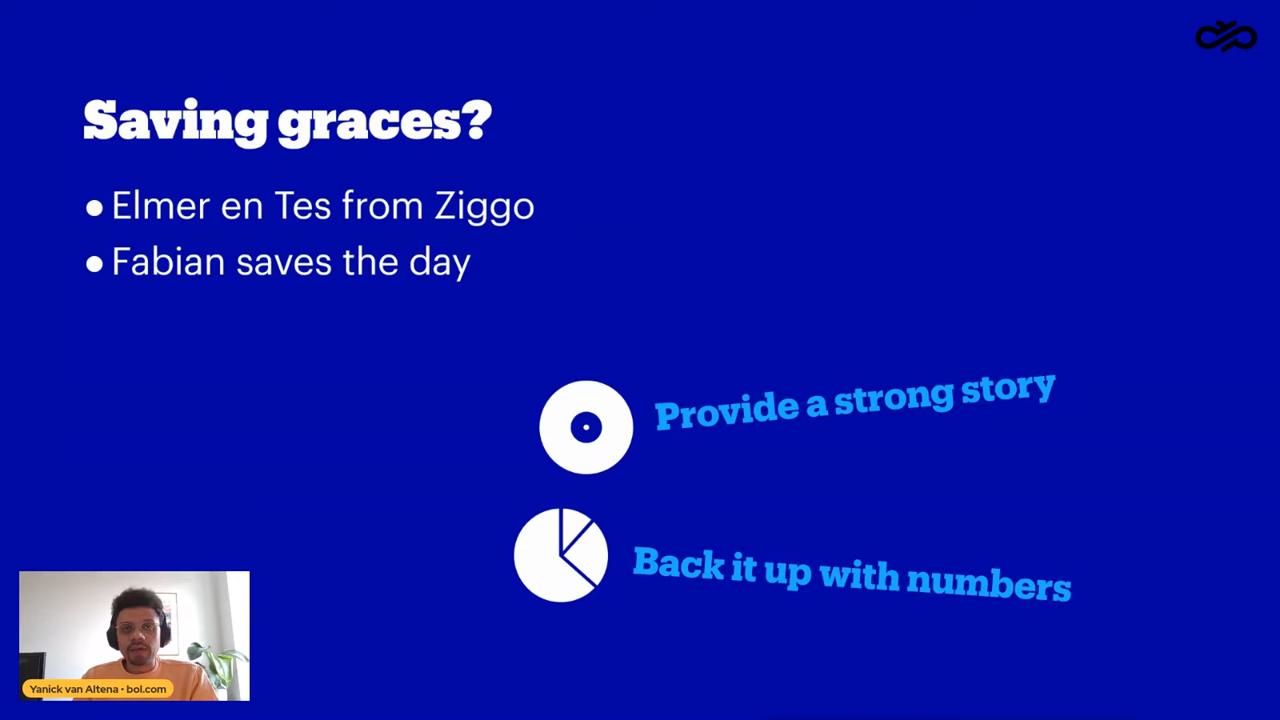 Saving graces?
● Elmer en Tes from Ziggo
● Fabian saves the day
Provide a strong story
Back it up with numbers
Yanick van Altena • bol.com